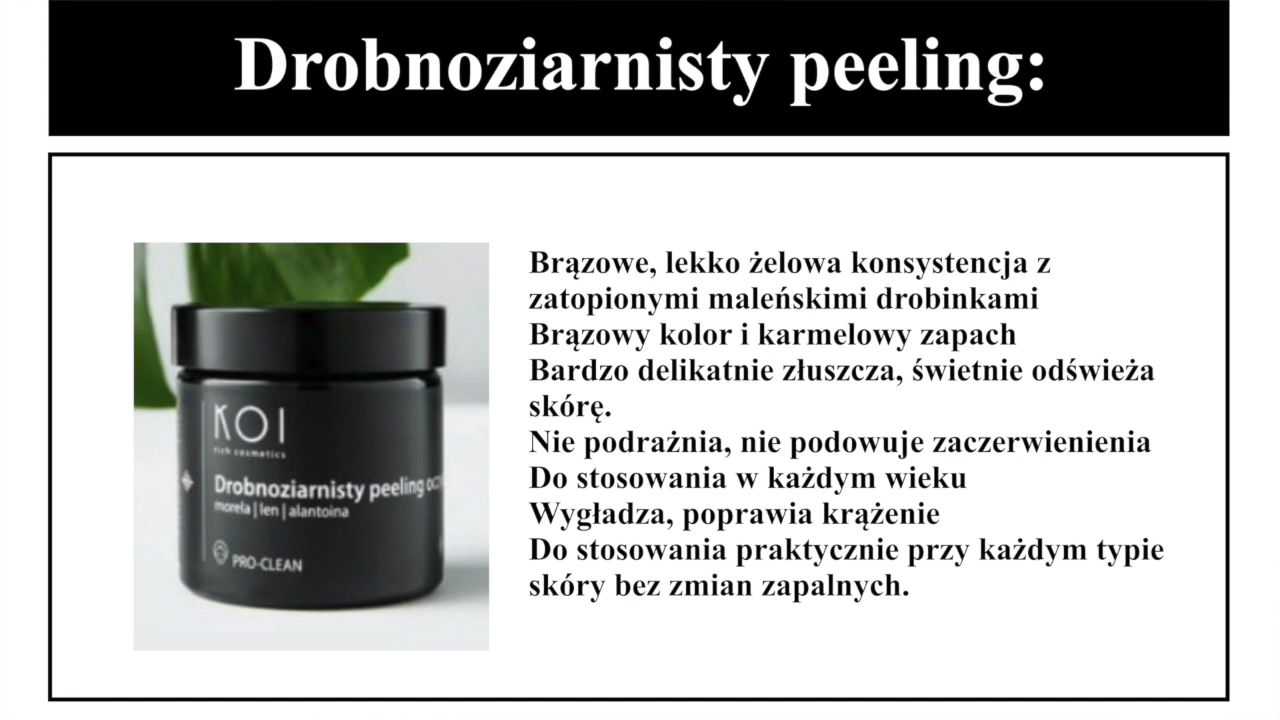 Drobnoziarnisty peeling:
Brązowe, lekko żelowa konsystencja z
zatopionymi maleńskimi drobinkami
Brązowy kolor i karmelowy zapach
Bardzo delikatnie złuszcza, świetnie odświeża
skórę.
Nie podrażnia, nie podowuje zaczerwienienia
Do stosowania w każdym wieku
Wygładza, poprawia krążenie
Do stosowania praktycznie przy każdym typie
skóry bez zmian zapalnych.
KOI
rich cosmetics
Drobnoziarnisty peeling
morela | len | alantoina
PRO-CLEAN